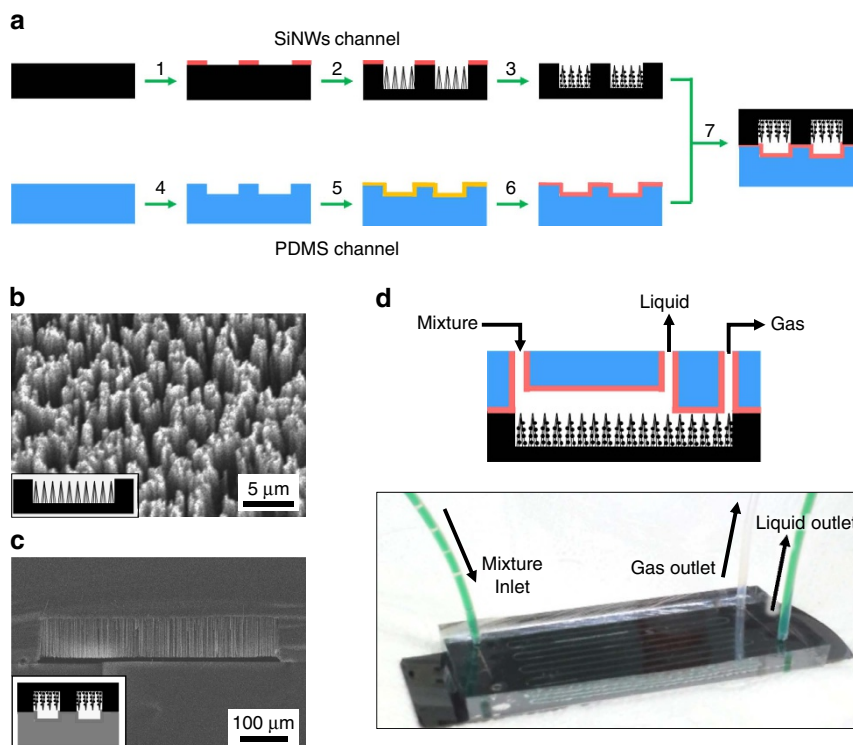 a
SiNWs channel
1
2
3
7
4
5
6
PDMS channel
b
5 μm
c
100 μm
d
Mixture
Liquid
Gas
Mixture
Inlet
Gas outlet
Liquid outlet